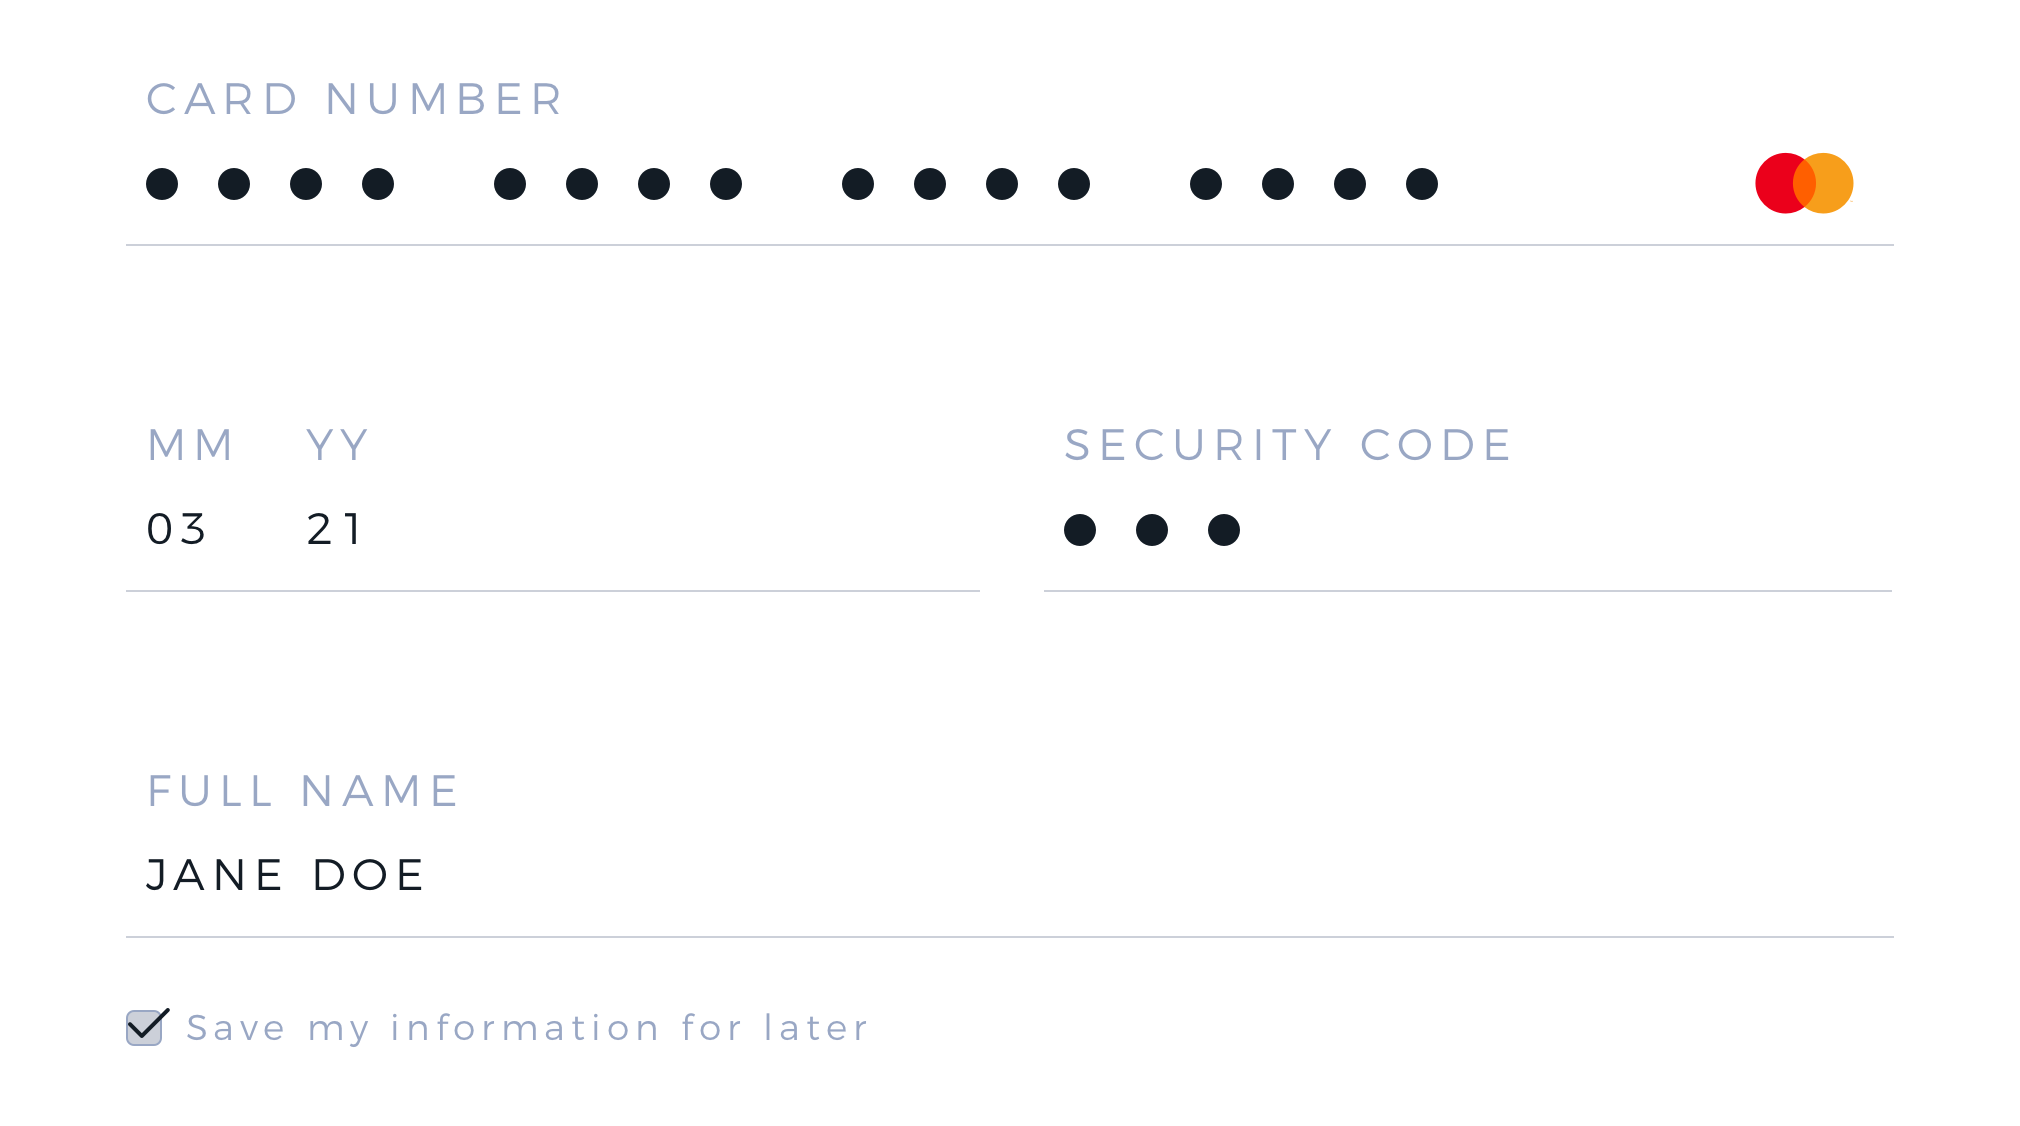 CARD NUMBER
●●●● ●●●● ●●●● ●●●●
MM YY
03 21
SECURITY CODE
●●●
FULL NAME
JANE DOE
Save my information for later